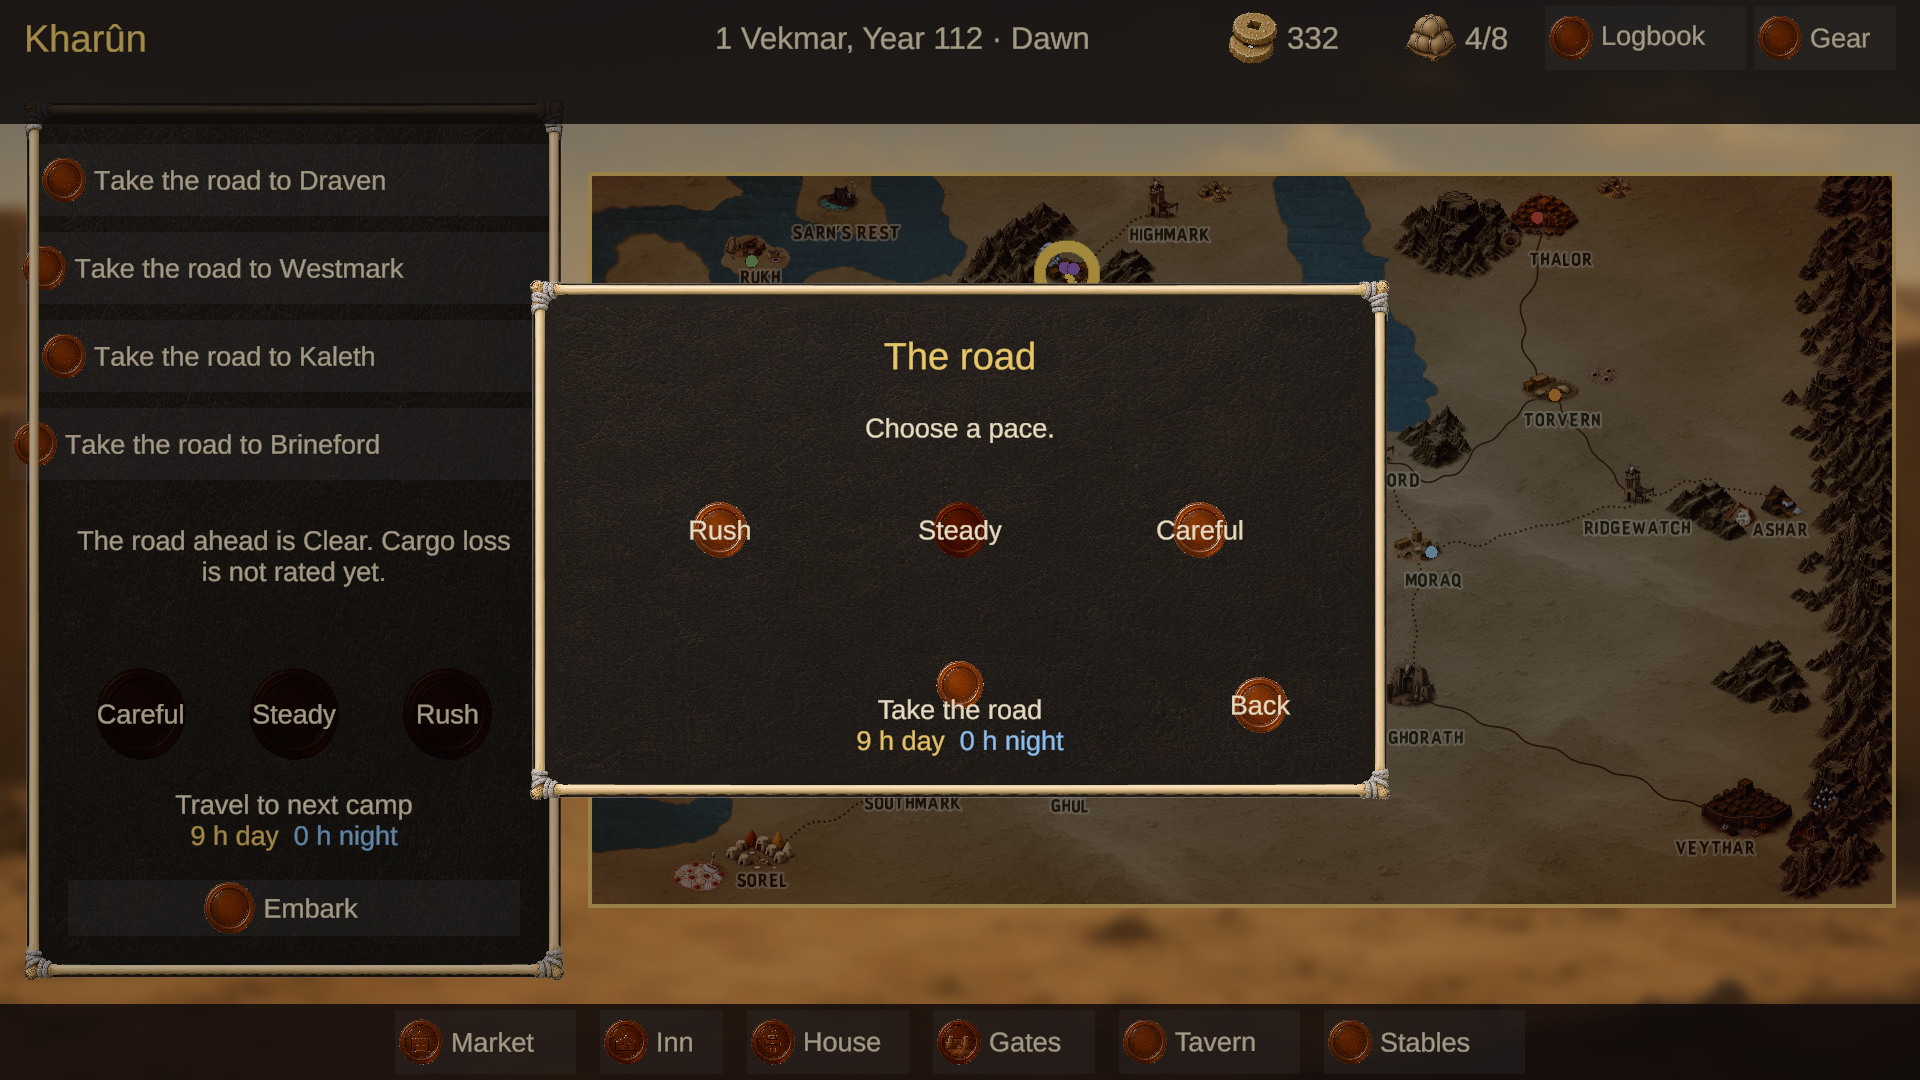 Kharûn
1 Vekmar, Year 112 · Dawn
332
4/8
Logbook
Gear
Take the road to Draven
Take the road to Westmark
Take the road to Kaleth
Take the road to Brineford
The road ahead is Clear. Cargo loss
is not rated yet.
Careful
Steady
Rush
Travel to next camp
9 h day 0 h night
Embark
SARN'S REST
HIGHMARK
RUKH
THALOR
TORVERN
ORD
RIDGEWATCH
ASHAR
MORAQ
GHORATH
SOUTHMARK
GHUL
VEYTHAR
SOREL
The road
Choose a pace.
Rush
Steady
Careful
Take the road
9 h day 0 h night
Back
Market
Inn
House
Gates
Tavern
Stables